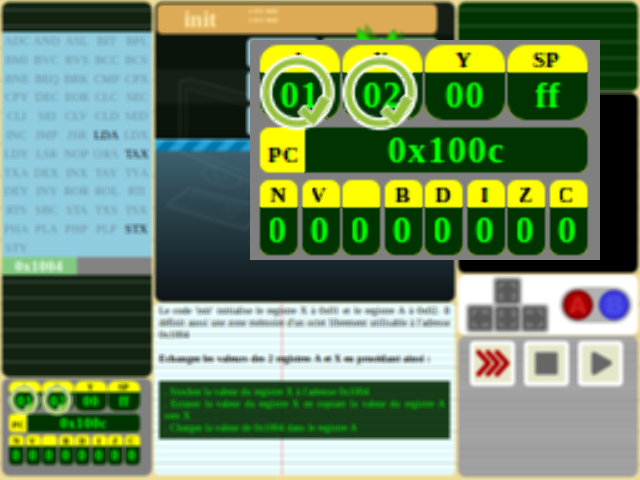 init
ADC AND ASL BIT BPL
BMI BVC BVS BCC BCS
BNE BEQ BRK CMP CPX
CPY DEC EOR CLC SEC
CLI SEI CLV CLD SED
INC JMP JSR LDA LDX
LDY LSR NOP ORA TAX
TXA DEX INX TAY TYA
DEY INY ROR ROL RTI
RTS SBC STA TXS TSX
PHA PLA PHP PLP STX
STY
0x1004
Y SP
01 02 00 ff
PC 0x100c
N V B D I Z C
0 0 0 0 0 0 0 0
Le code 'init' initialise le registre X à 0x01 et le registre A à 0x02. Il
définit aussi une zone mémoire d'un octet librement utilisable à l'adresse
0x1004
Echangez les valeurs des 2 registres A et X en procédant ainsi :
- Stocker la valeur du registre X à l'adresse 0x1004
- Ecraser la valeur du registre X en copiant la valeur du registre A
dans X
- Charger la valeur de 0x1004 dans le registre A
A B
Y SP
00 ff
PC 0x100c
N V B D I Z C
0 0 0 0 0 0 0 0